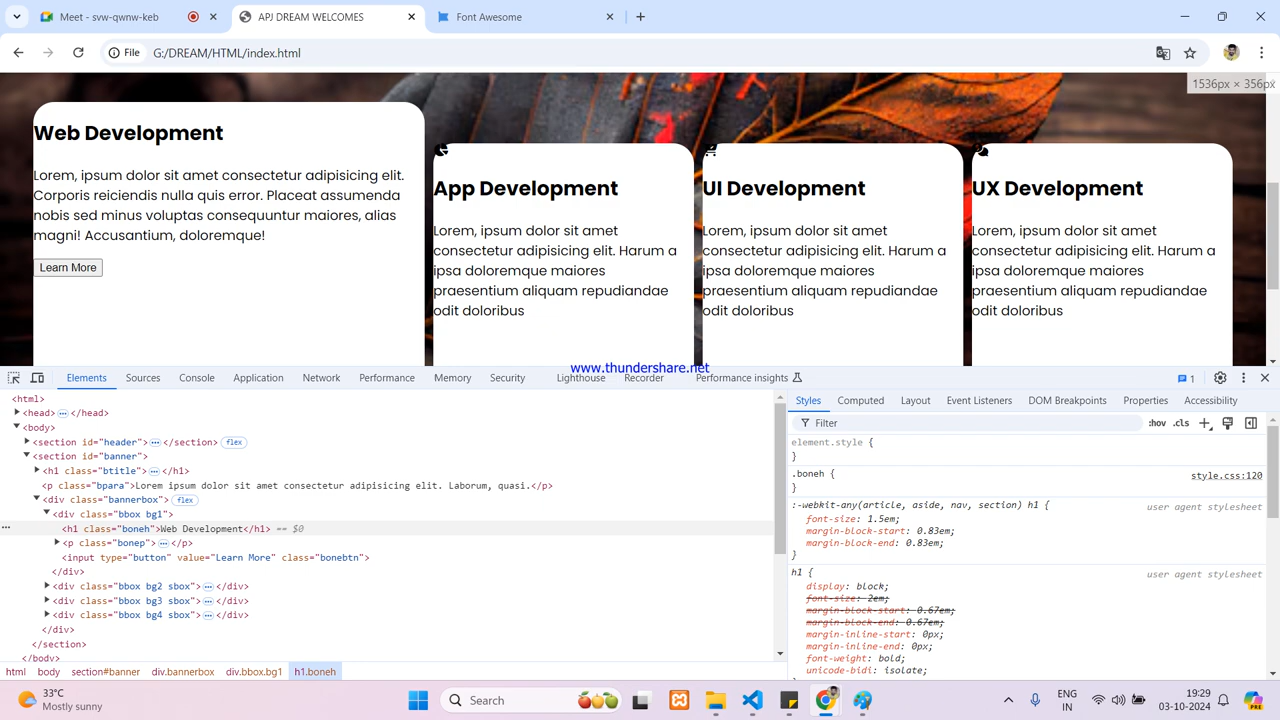 Meet - svw-qwnw-keb
APJ DREAM WELCOMES
Font Awesome
File
G:/DREAM/HTML/index.html
1536px × 356px
Web Development
Lorem, ipsum dolor sit amet consectetur adipisicing elit.
Corporis reiciendis nulla quis error. Placeat assumenda
nobis sed minus voluptas consequuntur maiores, alias
magni! Accusantium, doloremque!
Learn More
App Development
Lorem, ipsum dolor sit amet
consectetur adipisicing elit. Harum a
ipsa doloremque maiores
praesentium aliquam repudiandae
odit doloribus
UI Development
Lorem, ipsum dolor sit amet
consectetur adipisicing elit. Harum a
ipsa doloremque maiores
praesentium aliquam repudiandae
odit doloribus
UX Development
Lorem, ipsum dolor sit amet
consectetur adipisicing elit. Harum a
ipsa doloremque maiores
praesentium aliquam repudiandae
odit doloribus
www.thundershare.net
Elements Sources Console Application Network Performance Memory Security Lighthouse Recorder Performance insights
1
<html>
<head> </head>
<body>
<section id="header"> </section> flex
<section id="banner">
<h1 class="btitle"> </h1>
<p class="bpara">Lorem ipsum dolor sit amet consectetur adipisicing elit. Laborum, quasi.</p>
<div class="bannerbox"> flex
<div class="bbox bg1">
<h1 class="boneh">Web Development</h1> == $0
<p class="bonep"> </p>
<input type="button" value="Learn More" class="bonebtn">
</div>
<div class="bbox bg2 sbox"> </div>
<div class="bbox bg3 sbox"> </div>
<div class="bbox bg4 sbox"> </div>
</div>
</section>
</body>
html body section#banner div.bannerbox div.bbox.bg1 h1.boneh
Styles Computed Layout Event Listeners DOM Breakpoints Properties Accessibility
Filter
:hov .cls
element.style {
}
.boneh { style.css:120
}
:-webkit-any(article, aside, nav, section) h1 { user agent stylesheet
font-size: 1.5em;
margin-block-start: 0.83em;
margin-block-end: 0.83em;
}
h1 { user agent stylesheet
display: block;
font-size: 2em;
margin-block-start: 0.67em;
margin-block-end: 0.67em;
margin-inline-start: 0px;
margin-inline-end: 0px;
font-weight: bold;
unicode-bidi: isolate;
33°C
Mostly sunny
Search
ENG
IN
19:29
03-10-2024
PRE